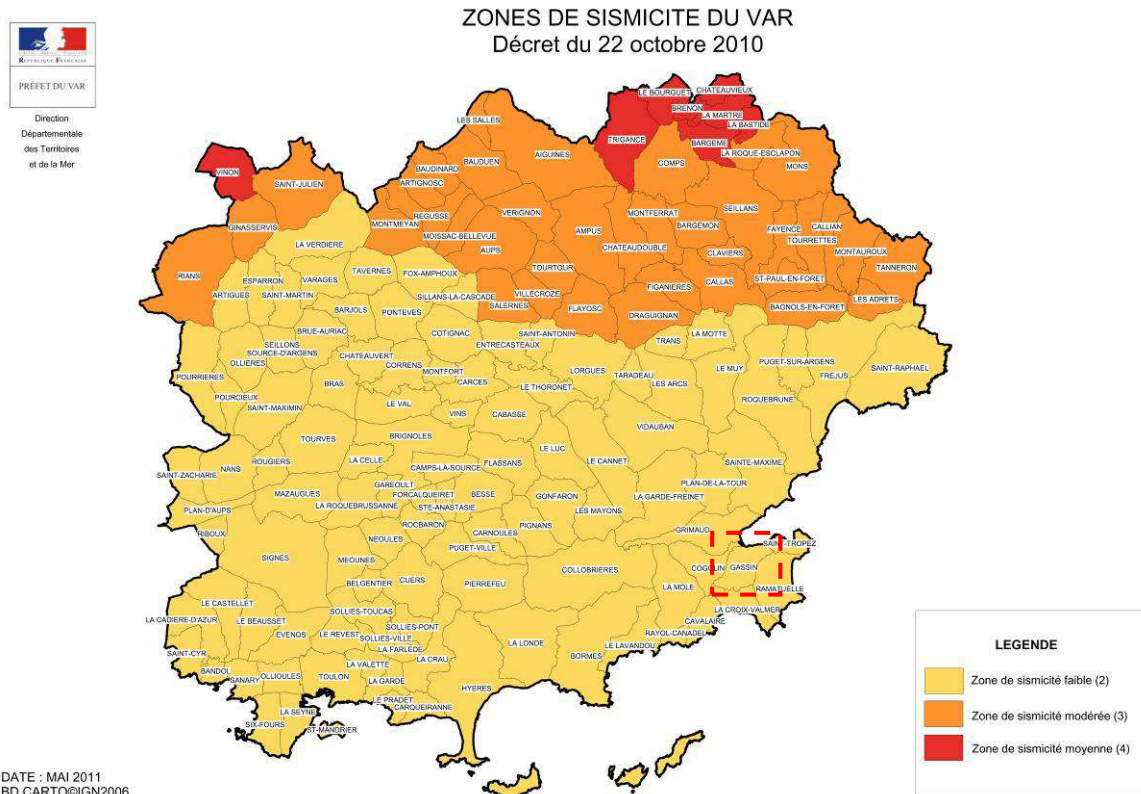 ZONES DE SISMICITE DU VAR
Décret du 22 octobre 2010
RÉPUBLIQUE FRANÇAISE
PRÉFET DU VAR
Direction
Départementale
des Territoires
et de la Mer
LE BOURGUET
CHATEAUVIEUX
BRENON
LA MARTRE
LA BASTIDE
LES SALLES
TRIGANCE
BARGEME
LA ROQUE-ESCLAPON
AIGUINES
BAUDUEN
COMPS
MONS
BAUDINARD
VINON
SAINT-JULIEN
ARTIGNOSC
SEILLANS
REGUSSE
VERIGNON
MONTFERRAT
MONTMEYAN
BARGEMON
GINASSERVIS
AMPUS
FAYENCE
CALLIAN
MOISSAC-BELLEVUE
TOURRETTES
LA VERDIERE
AUPS
CHATEAUDOUBLE
CLAVIERS
MONTAUROUX
TAVERNES
FOX-AMPHOUX
TOURTOUR
TANNERON
RIANS
ESPARRON
VARAGES
CALLAS
ST-PAUL-EN-FORET
FIGANIERES
ARTIGUES
SAINT-MARTIN
SILLANS-LA-CASCADE
VILLECROZE
LES ADRETS
SALERNES
FLAYOSC
BAGNOLS-EN-FORET
BARJOLS
PONTEVES
DRAGUIGNAN
BRUE-AURIAC
COTIGNAC
SAINT-ANTONIN
LA MOTTE
TRANS
SEILLONS
SOURCE-D'ARGENS
ENTRECASTEAUX
CHATEAUVERT
OLLIERES
PUGET-SUR-ARGENS
CORRENS
MONTFORT
LORGUES
LE MUY
SAINT-RAPHAEL
POURRIERES
TARADEAU
FREJUS
BRAS
CARCES
LE THORONET
LES ARCS
POURCIEUX
ROQUEBRUNE
LE VAL
SAINT-MAXIMIN
VINS
CABASSE
VIDAUBAN
TOURVES
BRIGNOLES
LE LUC
ROUGIERS
LA CELLE
FLASSANS
LE CANNET
SAINTE-MAXIME
NANS
CAMPS-LA-SOURCE
SAINT-ZACHARIE
GAREOULT
PLAN-DE-LA-TOUR
MAZAUGUES
FORCALQUEIRET
BESSE
GONFARON
LA GARDE-FREINET
LA ROQUEBRUSSANNE
STE-ANASTASIE
PLAN-D'AUPS
LES MAYONS
ROCBARON
PIGNANS
RIBOUX
CARNOULES
GRIMAUD
NEOULES
SAINT-TROPEZ
PUGET-VILLE
SIGNES
MEOUNES
COLLOBRIERES
COGOLIN
GASSIN
BELGENTIER
CUERS
PIERREFEU
LA MOLE
RAMATUELLE
LE CASTELLET
SOLLIES-TOUCAS
LA CROIX-VALMER
LA CADIERE-D'AZUR
LE BEAUSSET
CAVALAIRE
SOLLIES-PONT
EVENOS
LE REVEST
RAYOL-CANADEL
SOLLIES-VILLE
LA LONDE
LE LAVANDOU
LA FARLEDE
SAINT-CYR
BORMES
LA CRAU
LA VALETTE
BANDOL
SANARY
OLLIOULES
TOULON
LA GARDE
HYERES
LE PRADET
CARQUEIRANNE
LA SEYNE
SIX-FOURS
ST-MANDRIER
LEGENDE
Zone de sismicité faible (2)
Zone de sismicité modérée (3)
Zone de sismicité moyenne (4)
DATE : MAI 2011
BD CARTO©IGN2006